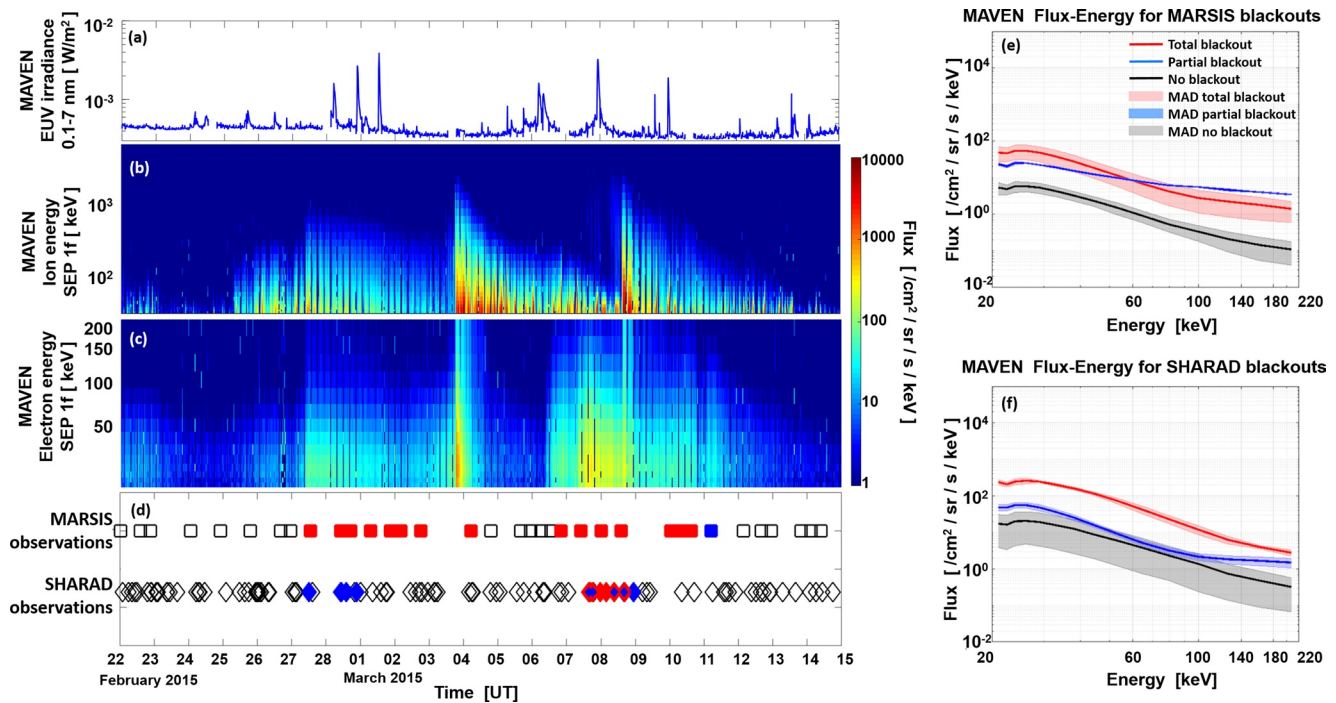 (a)
MAVEN
EUV irradiance
0.1-7 nm [ W/m²]
10⁻²
10⁻³
(b)
MAVEN
Ion energy
SEP 1f [ keV]
10³
10²
(c)
MAVEN
Electron energy
SEP 1f [ keV]
200
150
100
50
10000
1000
100
10
1
Flux [ /cm² / sr / s / keV]
(d)
MARSIS
observations
SHARAD
observations
22 23 24 25 26 27 28 01 02 03 04 05 06 07 08 09 10 11 12 13 14 15
February 2015
March 2015
Time [UT]
MAVEN Flux-Energy for MARSIS blackouts
(e)
Total blackout
Partial blackout
No blackout
MAD total blackout
MAD partial blackout
MAD no blackout
Flux [ /cm² / sr / s / keV]
10⁴
10²
10⁰
10⁻²
20 60 100 140 180 220
Energy [keV]
MAVEN Flux-Energy for SHARAD blackouts
(f)
Flux [ /cm² / sr / s / keV]
10⁴
10²
10⁰
10⁻²
20 60 100 140 180 220
Energy [keV]